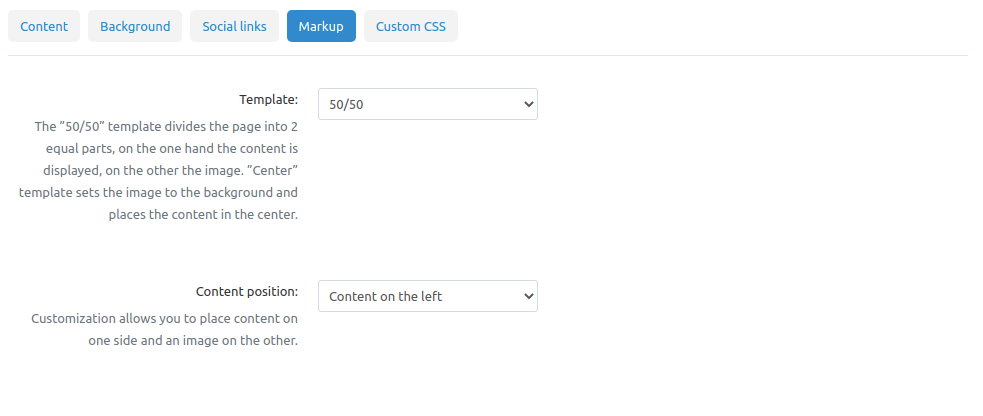 Content Background Social links Markup Custom CSS
Template: 50/50
The ”50/50” template divides the page into 2
equal parts, on the one hand the content is
displayed, on the other the image. ”Center”
template sets the image to the background and
places the content in the center.
Content position: Content on the left
Customization allows you to place content on
one side and an image on the other.